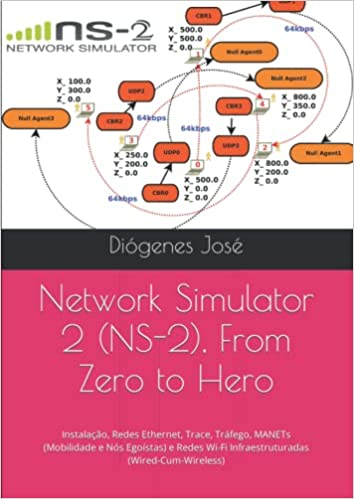 ns-2
NETWORK SIMULATOR
CBR1
X_ 500.0
Y_ 500.0
Z_ 0.0
64kbps
Null Agent0
X_ 100.0
Y_ 300.0
Z_ 0.0
5
UDP2
1
Null Agent2
Null Agent3
CBR2
64kbps
CBR3
4
X_ 800.0
Y_ 350.0
Z_ 0.0
3
UDP0
UDP3
2
Null Agent1
X_ 250.0
Y_ 200.0
Z_ 0.0
0
X_ 500.0
Y_ 0.0
Z_ 0.0
X_ 800.0
Y_ 200.0
Z_ 0.0
64kbps
CBR0
Diógenes José
Network Simulator
2 (NS-2), From
Zero to Hero
Instalação, Redes Ethernet, Trace, Tráfego, MANETs
(Mobilidade e Nós Egoístas) e Redes Wi-Fi Infraestruturadas
(Wired-Cum-Wireless)